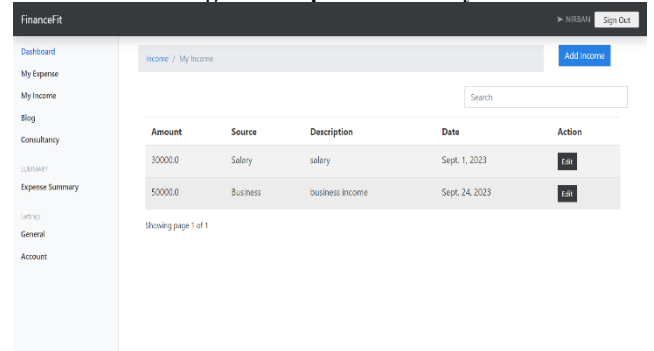 FinanceFit
➤ NIRBAN Sign Out
Dashboard
My Expense
My Income
Blog
Consultancy
SUMMARY
Expense Summary
Settings
General
Account
Income / My Income
Add Income
Search
Amount Source Description Date Action
30000.0 Salery salery Sept. 1, 2023 Edit
50000.0 Business business income Sept. 24, 2023 Edit
Showing page 1 of 1